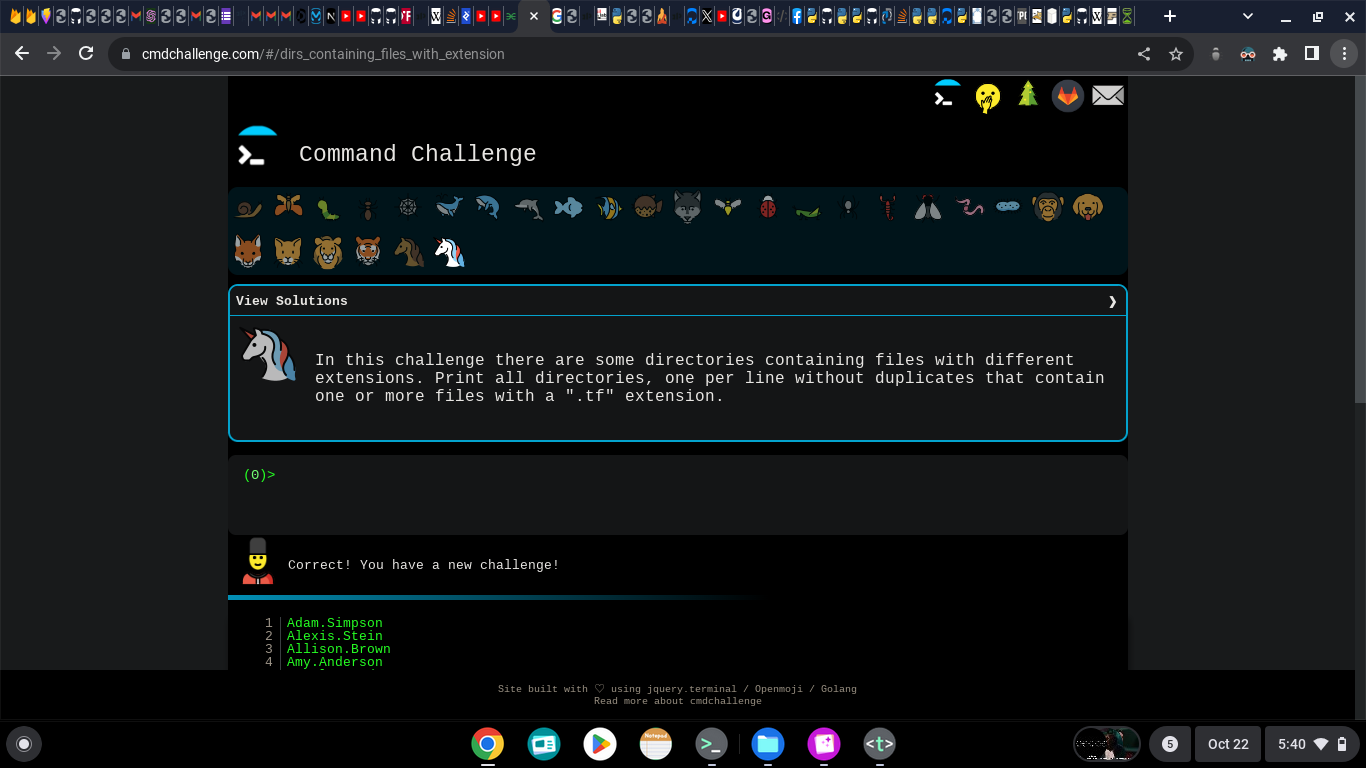 cmdchallenge.com/#/dirs_containing_files_with_extension
Command Challenge
View Solutions
In this challenge there are some directories containing files with different
extensions. Print all directories, one per line without duplicates that contain
one or more files with a ".tf" extension.
(0)>
Correct! You have a new challenge!
1 Adam.Simpson
2 Alexis.Stein
3 Allison.Brown
4 Amy.Anderson
Site built with ♡ using jquery.terminal / Openmoji / Golang
Read more about cmdchallenge
Notepad
<t>
5
Oct 22
5:40